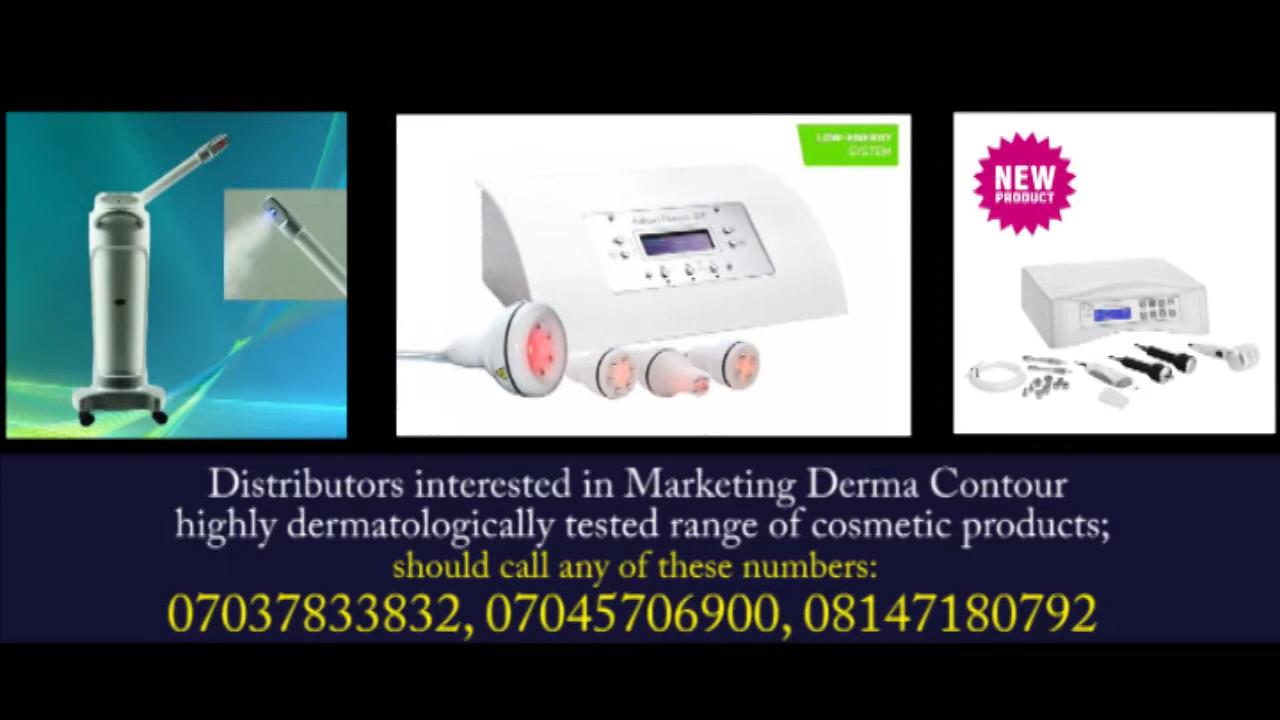 LOW-ENERGY
SYSTEM
NEW
PRODUCT
Distributors interested in Marketing Derma Contour
highly dermatologically tested range of cosmetic products;
should call any of these numbers:
07037833832, 07045706900, 08147180792